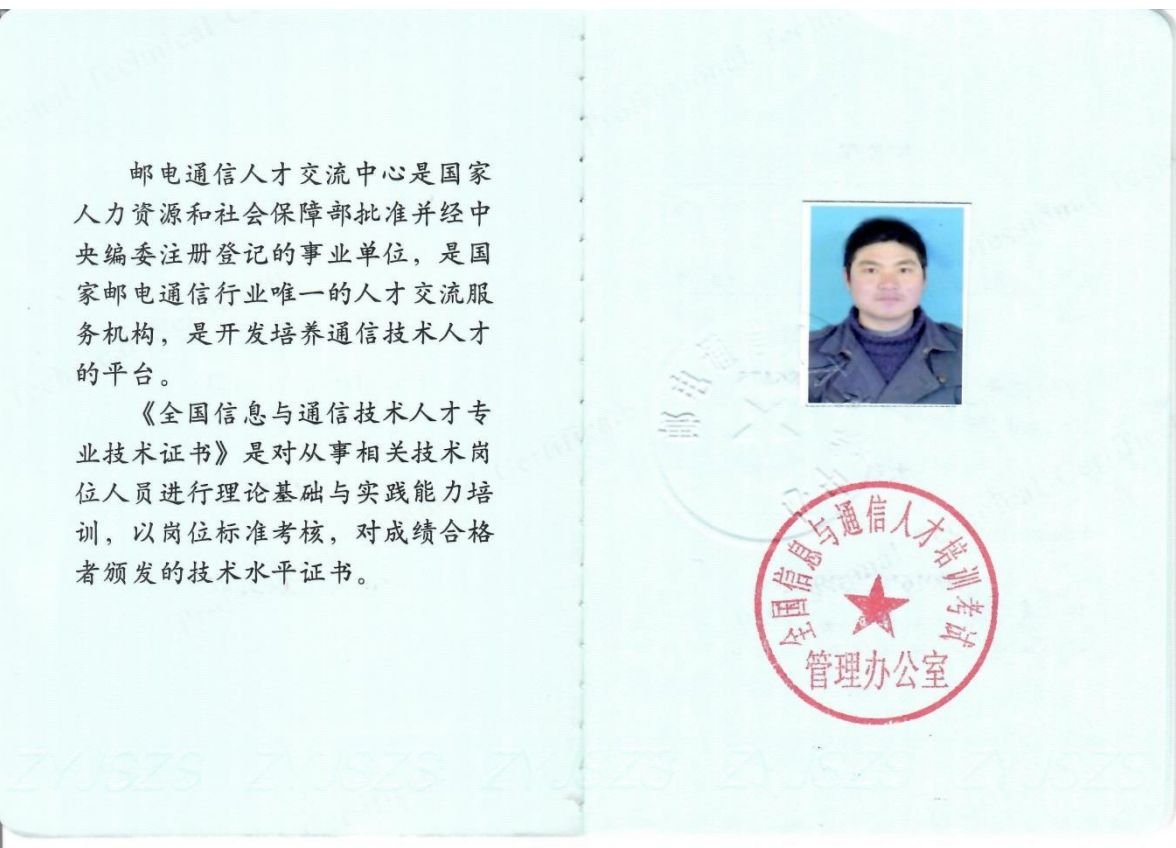 邮电通信人才交流中心是国家
人力资源和社会保障部批准并经中
央编委注册登记的事业单位，是国
家邮电通信行业唯一的人才交流服
务机构，是开发培养通信技术人才
的平台。
《全国信息与通信技术人才专
业技术证书》是对从事相关技术岗
位人员进行理论基础与实践能力培
训，以岗位标准考核，对成绩合格
者颁发的技术水平证书。
全国信息与通信人才培训考试
管理办公室
ZYJSZS ZYJSZS ZYJSZS ZYJSZS ZYJSZS